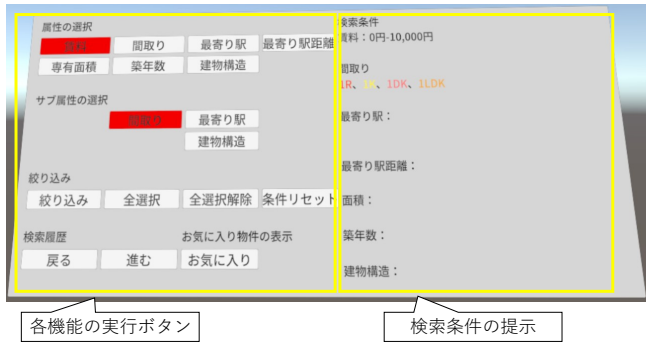 属性の選択
賃料 間取り 最寄り駅 最寄り駅距離
専有面積 築年数 建物構造
サブ属性の選択
間取り 最寄り駅
建物構造
絞り込み
絞り込み 全選択 全選択解除 条件リセット
検索履歴 お気に入り物件の表示
戻る 進む お気に入り
検索条件
賃料：0円-10,000円
間取り
1R、1K、1DK、1LDK
最寄り駅：
最寄り駅距離：
面積：
築年数：
建物構造：
各機能の実行ボタン
検索条件の提示